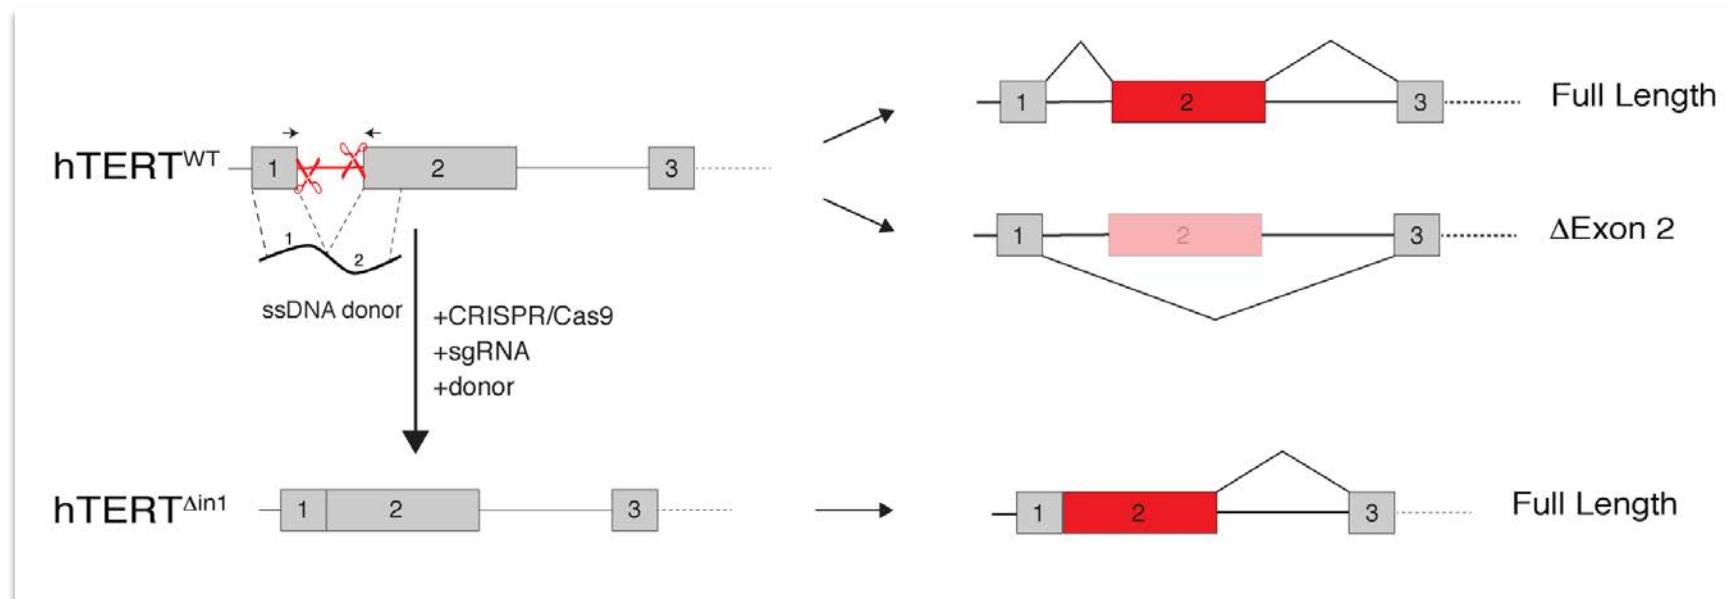 hTERTWT
1
2
3
1
2
ssDNA donor
+CRISPR/Cas9
+sgRNA
+donor
1
2
3
Full Length
1
2
3
ΔExon 2
hTERTΔin1
1
2
3
1
2
3
Full Length